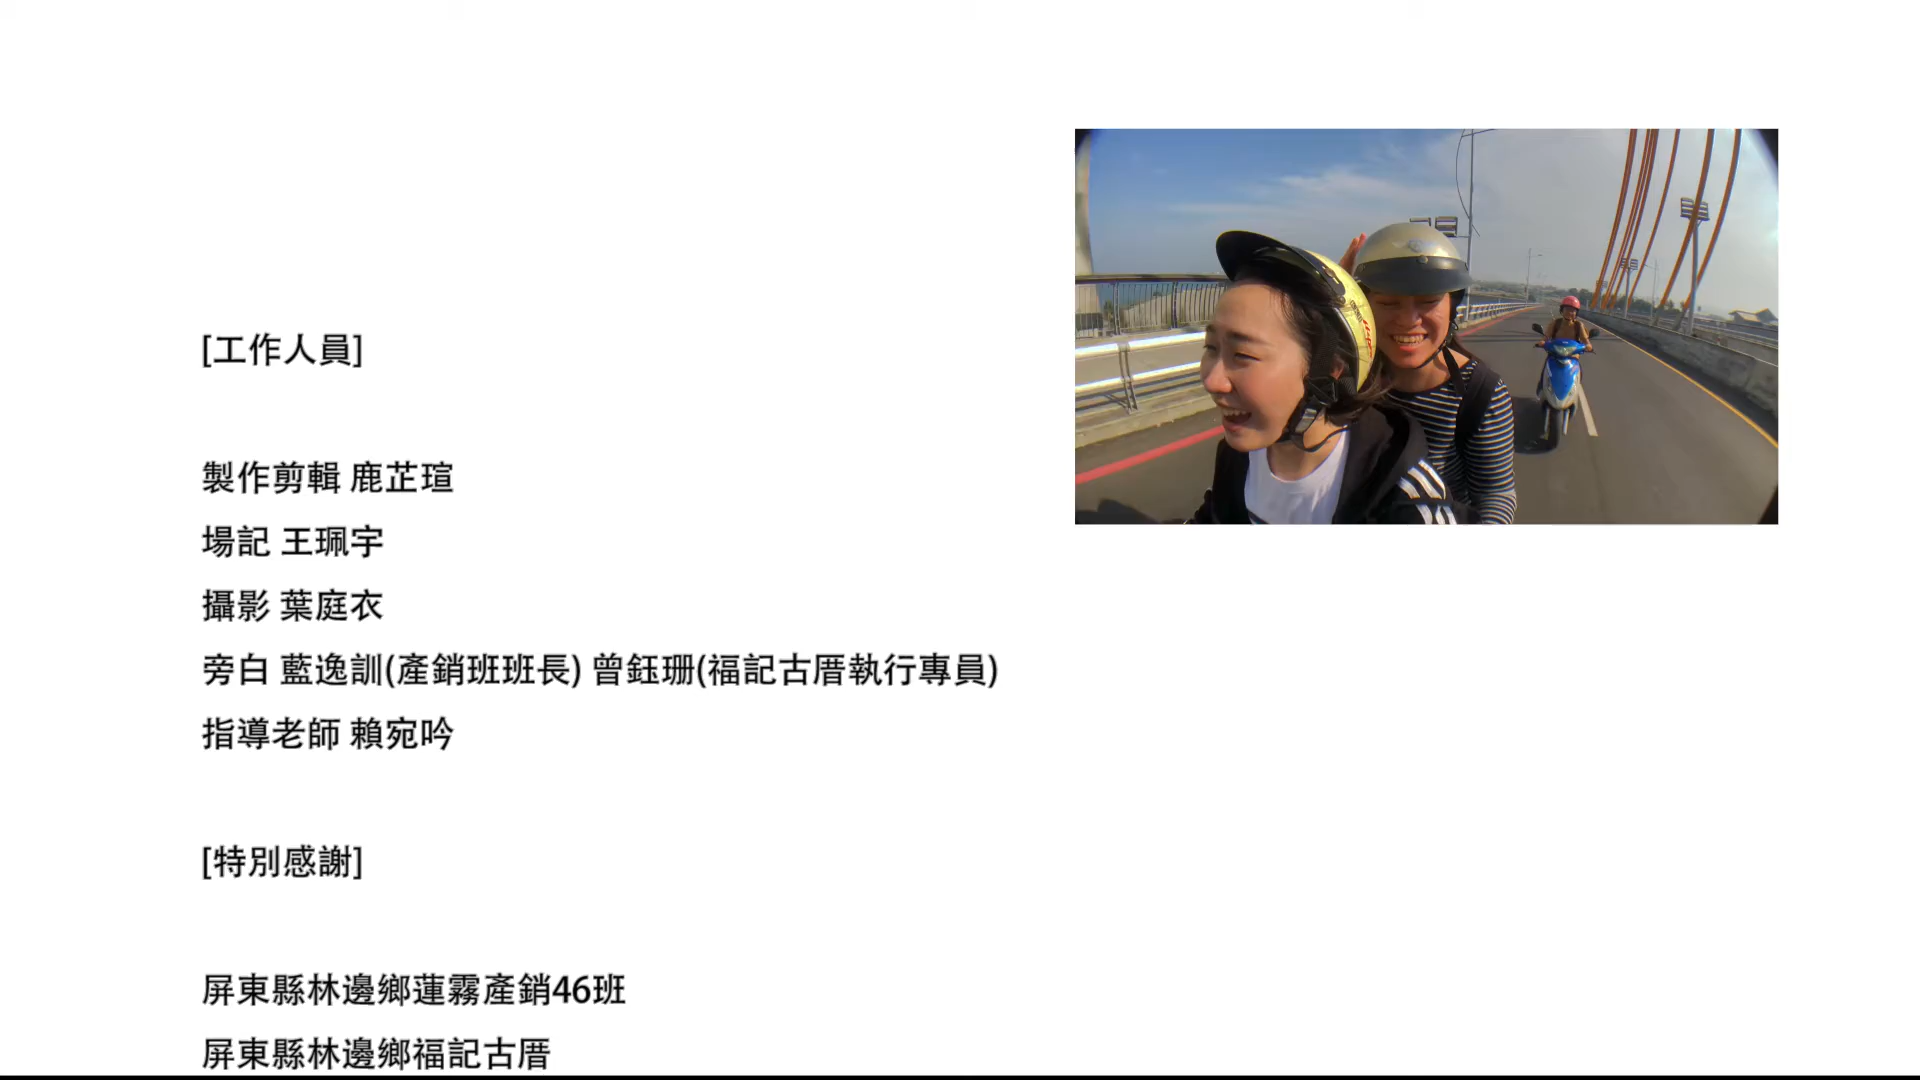 [工作人員]
製作剪輯 鹿芷瑄
場記 王珮宇
攝影 葉庭衣
旁白 藍逸訓(產銷班班長) 曾鈺珊(福記古厝執行專員)
指導老師 賴宛吟
[特別感謝]
屏東縣林邊鄉蓮霧產銷46班
屏東縣林邊鄉福記古厝